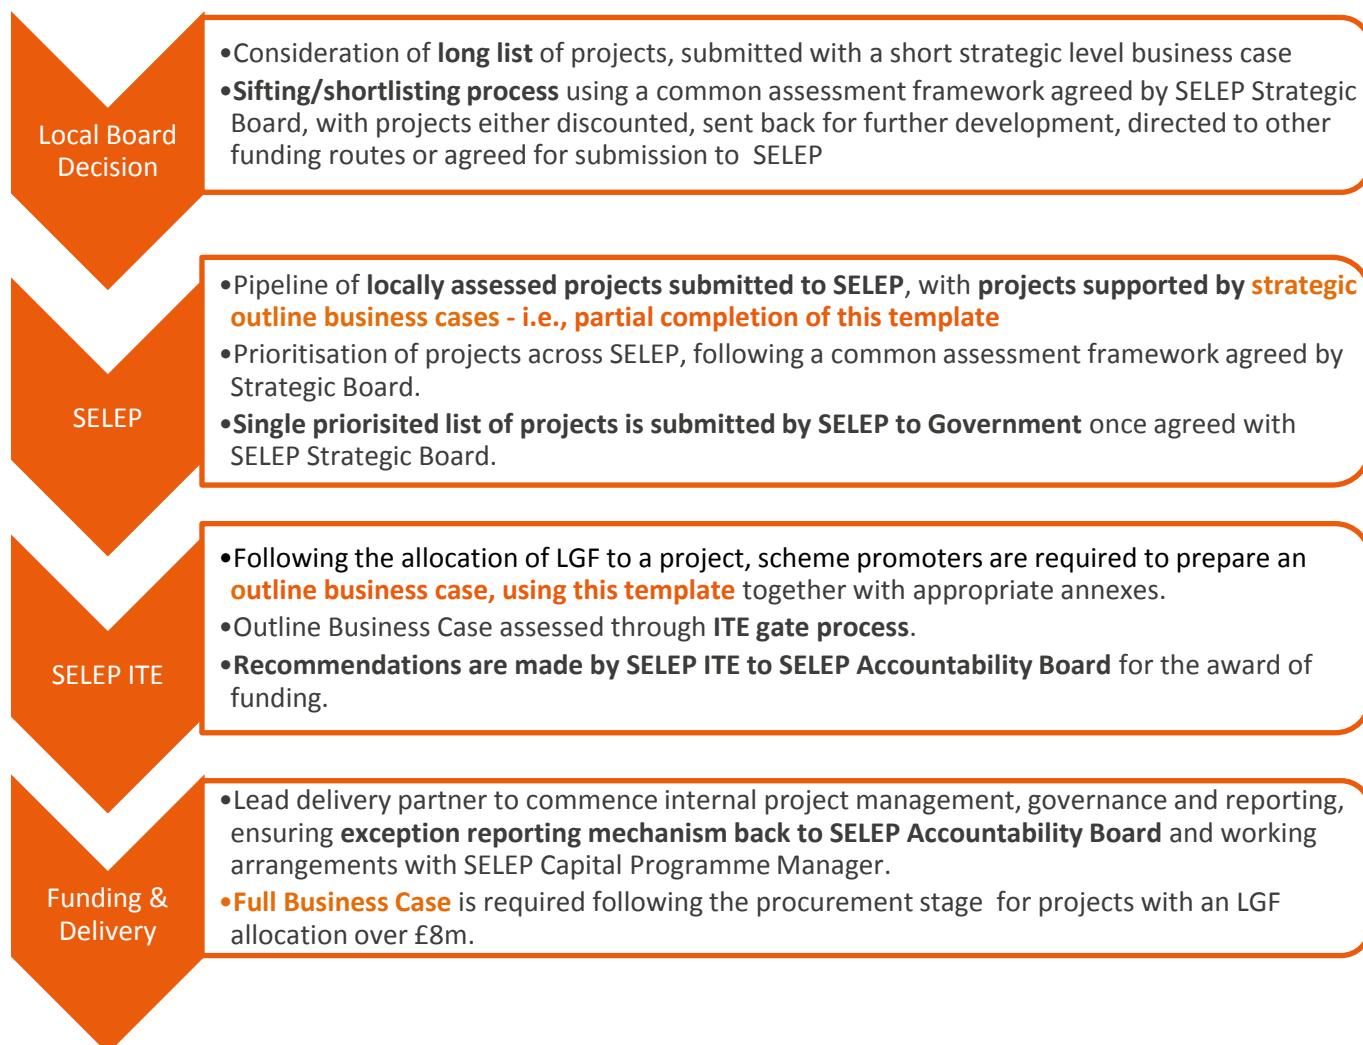 Local Board
Decision
•Consideration of long list of projects, submitted with a short strategic level business case
•Sifting/shortlisting process using a common assessment framework agreed by SELEP Strategic
Board, with projects either discounted, sent back for further development, directed to other
funding routes or agreed for submission to SELEP
SELEP
•Pipeline of locally assessed projects submitted to SELEP, with projects supported by strategic
outline business cases - i.e., partial completion of this template
•Prioritisation of projects across SELEP, following a common assessment framework agreed by
Strategic Board.
•Single priorisited list of projects is submitted by SELEP to Government once agreed with
SELEP Strategic Board.
SELEP ITE
•Following the allocation of LGF to a project, scheme promoters are required to prepare an
outline business case, using this template together with appropriate annexes.
•Outline Business Case assessed through ITE gate process.
•Recommendations are made by SELEP ITE to SELEP Accountability Board for the award of
funding.
Funding &
Delivery
•Lead delivery partner to commence internal project management, governance and reporting,
ensuring exception reporting mechanism back to SELEP Accountability Board and working
arrangements with SELEP Capital Programme Manager.
•Full Business Case is required following the procurement stage for projects with an LGF
allocation over £8m.